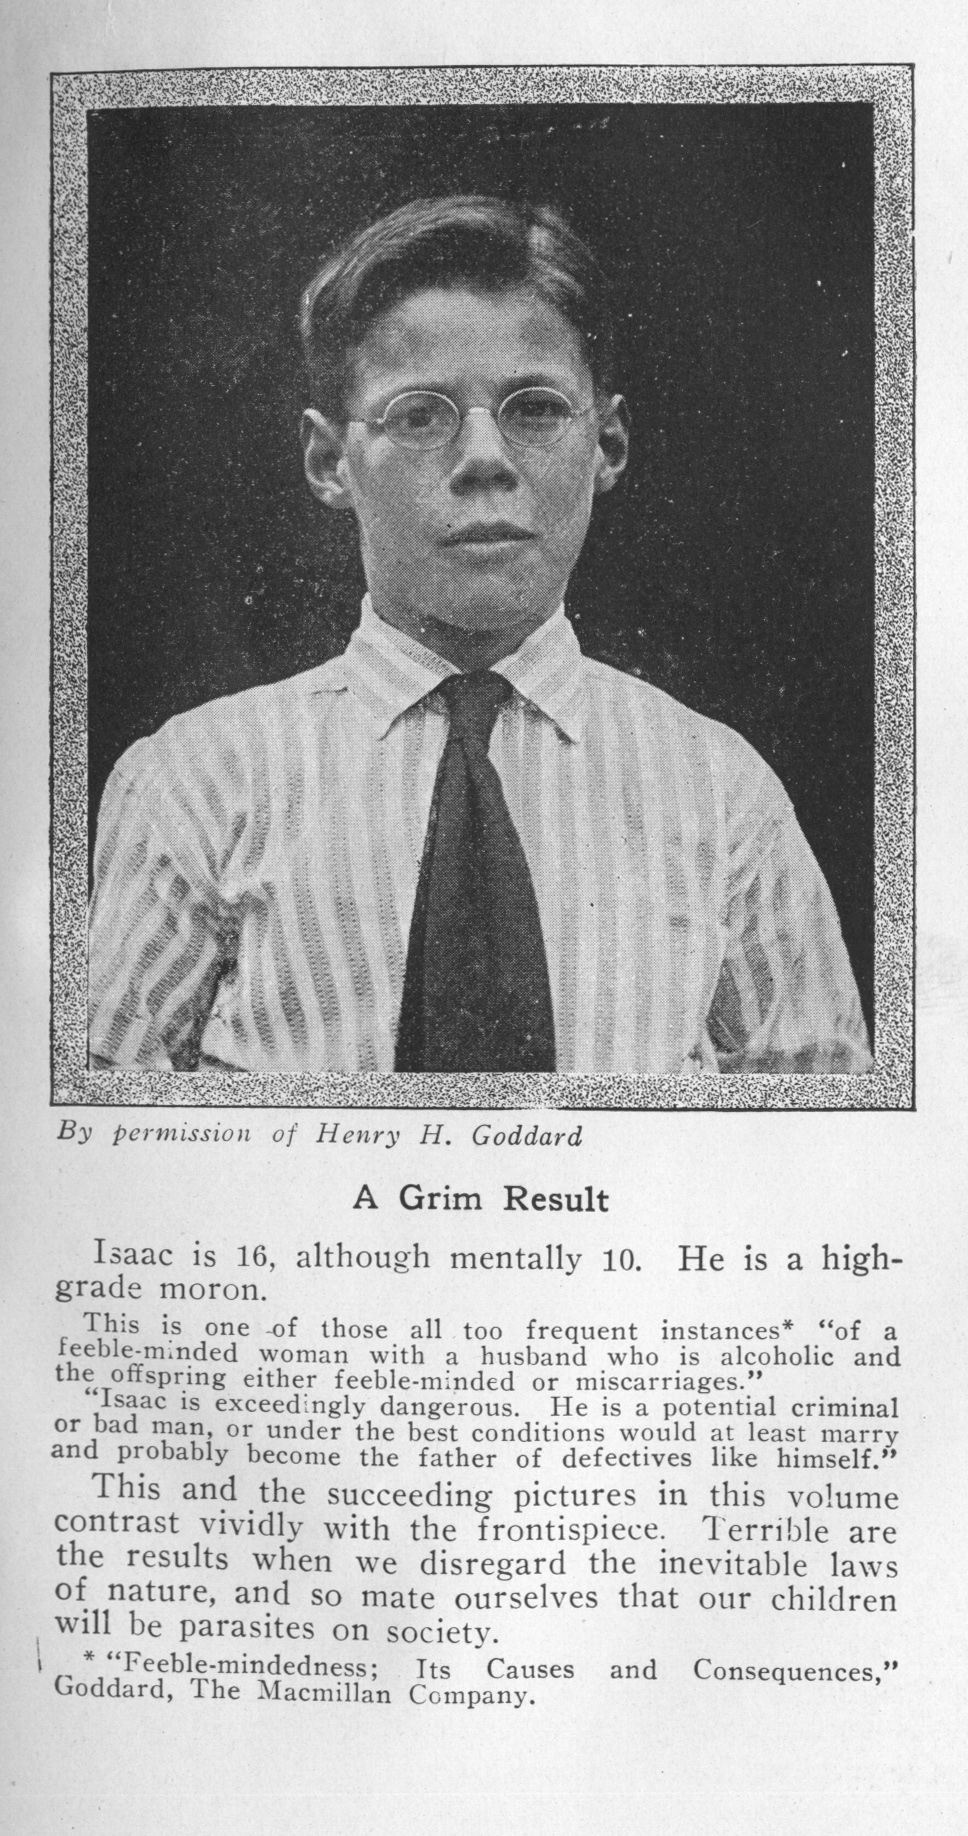 By permission of Henry H. Goddard
A Grim Result
Isaac is 16, although mentally 10. He is a high-
grade moron.
This is one of those all too frequent instances* “of a
feeble-minded woman with a husband who is alcoholic and
the offspring either feeble-minded or miscarriages.”
“Isaac is exceedingly dangerous. He is a potential criminal
or bad man, or under the best conditions would at least marry
and probably become the father of defectives like himself.”
This and the succeeding pictures in this volume
contrast vividly with the frontispiece. Terrible are
the results when we disregard the inevitable laws
of nature, and so mate ourselves that our children
will be parasites on society.
* “Feeble-mindedness; Its Causes and Consequences,”
Goddard, The Macmillan Company.